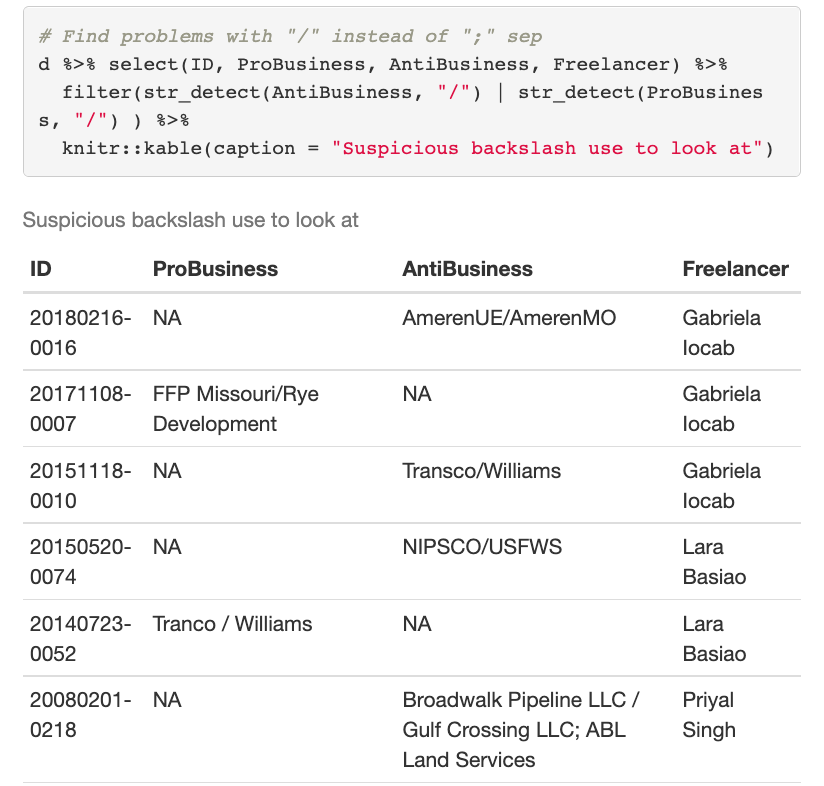 # Find problems with "/" instead of ";" sep
d %>% select(ID, ProBusiness, AntiBusiness, Freelancer) %>%
  filter(str_detect(AntiBusiness, "/") | str_detect(ProBusines
s, "/") ) %>%
  knitr::kable(caption = "Suspicious backslash use to look at")
Suspicious backslash use to look at
ID ProBusiness AntiBusiness Freelancer
20180216- NA AmerenUE/AmerenMO Gabriela
0016 Iocab
20171108- FFP Missouri/Rye NA Gabriela
0007 Development Iocab
20151118- NA Transco/Williams Gabriela
0010 Iocab
20150520- NA NIPSCO/USFWS Lara
0074 Basiao
20140723- Tranco / Williams NA Lara
0052 Basiao
20080201- NA Broadwalk Pipeline LLC / Priyal
0218 Gulf Crossing LLC; ABL Singh
Land Services